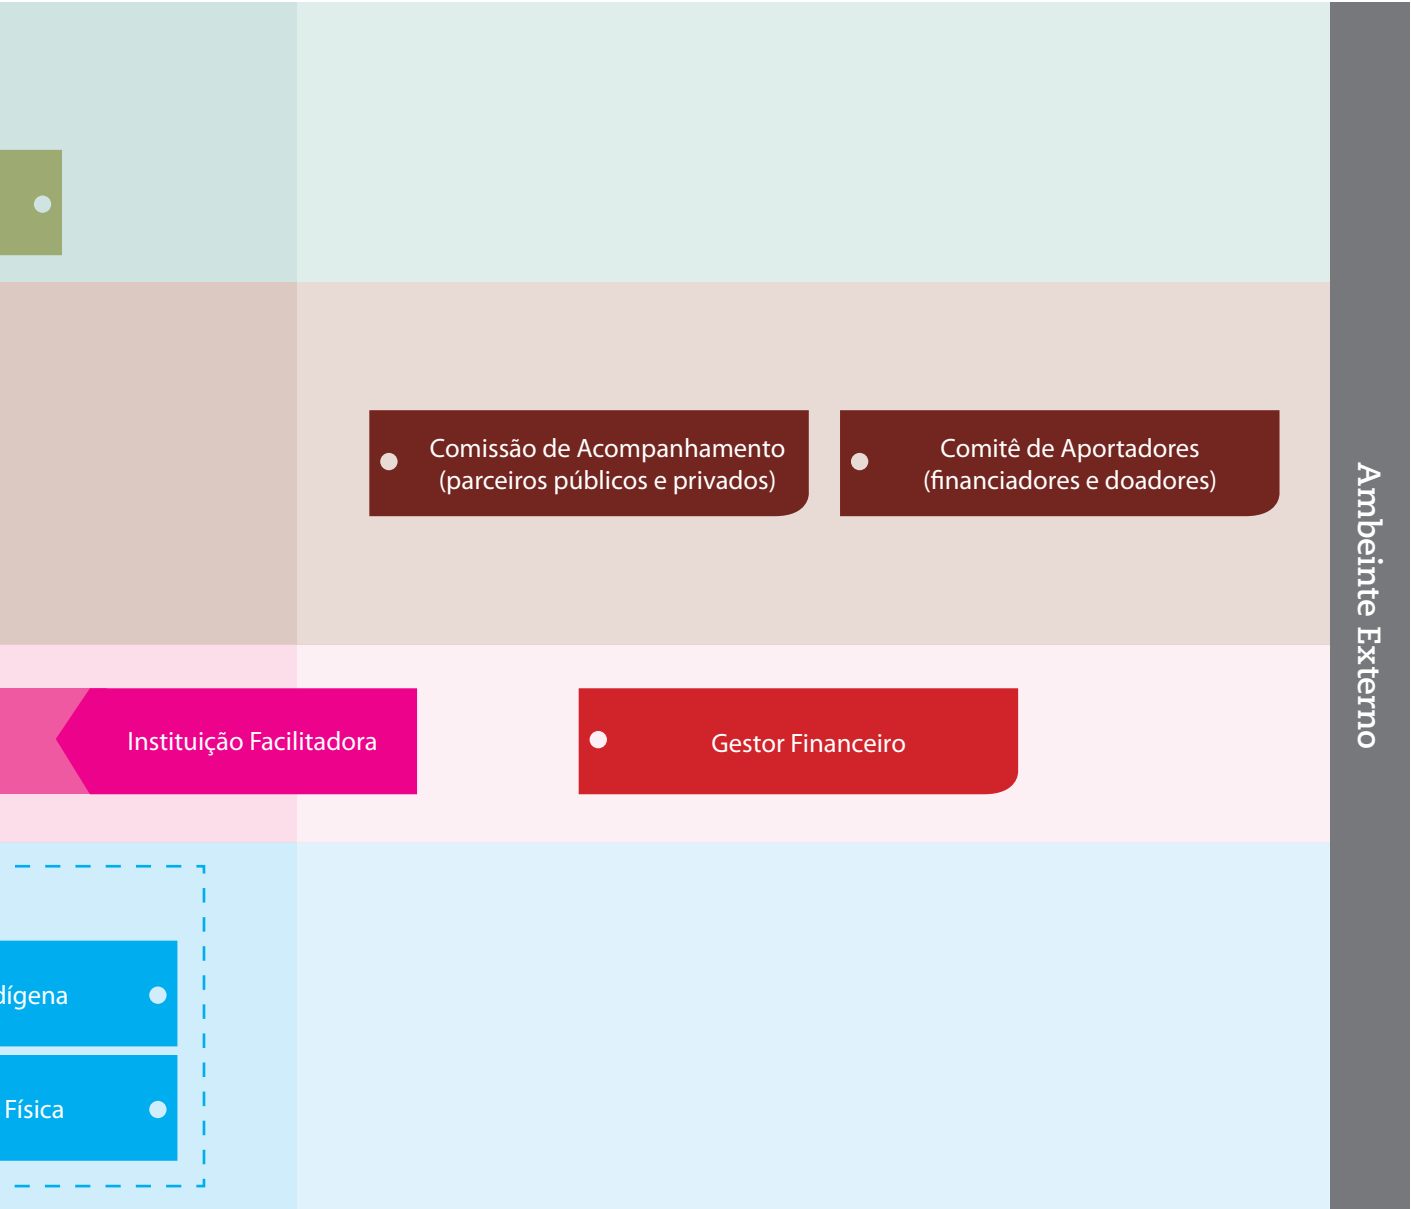 Comissão de Acompanhamento
(parceiros públicos e privados)
Comitê de Aportadores
(financiadores e doadores)
Instituição Facilitadora
Gestor Financeiro
dígena
Física
Ambeinte Externo